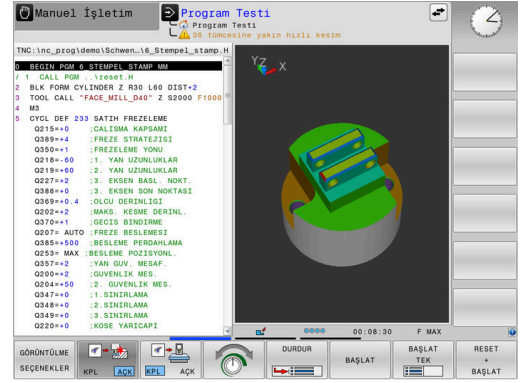 Manuel İşletim
Program Testi
Program Testi
36 tümcesine yakın hızlı kesim
TNC:\nc_prog\demo\Schwen…\6_Stempel_stamp.H
0 BEGIN PGM 6_STEMPEL_STAMP MM
/ 1 CALL PGM ..\reset.H
2 BLK FORM CYLINDER Z R30 L60 DIST+2
3 TOOL CALL "FACE_MILL_D40" Z S2000 F1000
4 M3
5 CYCL DEF 233 SATIH FREZELEME
Q215=+0 ;CALISMA KAPSAMI
Q389=+4 ;FREZE STRATEJISI
Q350=+1 ;FREZELEME YONU
Q218=-60 ;1. YAN UZUNLUKLAR
Q219=+60 ;2. YAN UZUNLUKLAR
Q227=+2 ;3. EKSEN BASL. NOKT.
Q386=+0 ;3. EKSEN SON NOKTASI
Q369=+0.4 ;OLCU DERINLIGI
Q202=+2 ;MAKS. KESME DERINL.
Q370=+1 ;GECIS BINDIRME
Q207= AUTO ;FREZE BESLEMESI
Q385=+500 ;BESLEME PERDAHLAMA
Q253= MAX ;BESLEME POZISYONL.
Q357=+2 ;YAN GUV. MESAF.
Q200=+2 ;GUVENLIK MES.
Q204=+50 ;2. GUVENLIK MES.
Q347=+0 ;1.SINIRLAMA
Q348=+0 ;2.SINIRLAMA
Q349=+0 ;3.SINIRLAMA
Q220=+0 ;KOSE YARICAPI
Y Z X
00:08:30 F MAX
GÖRÜNTÜLME
SEÇENEKLER
KPL AÇK
KPL AÇK
DURDUR
BAŞLAT
BAŞLAT
TEK
RESET
+
BAŞLAT